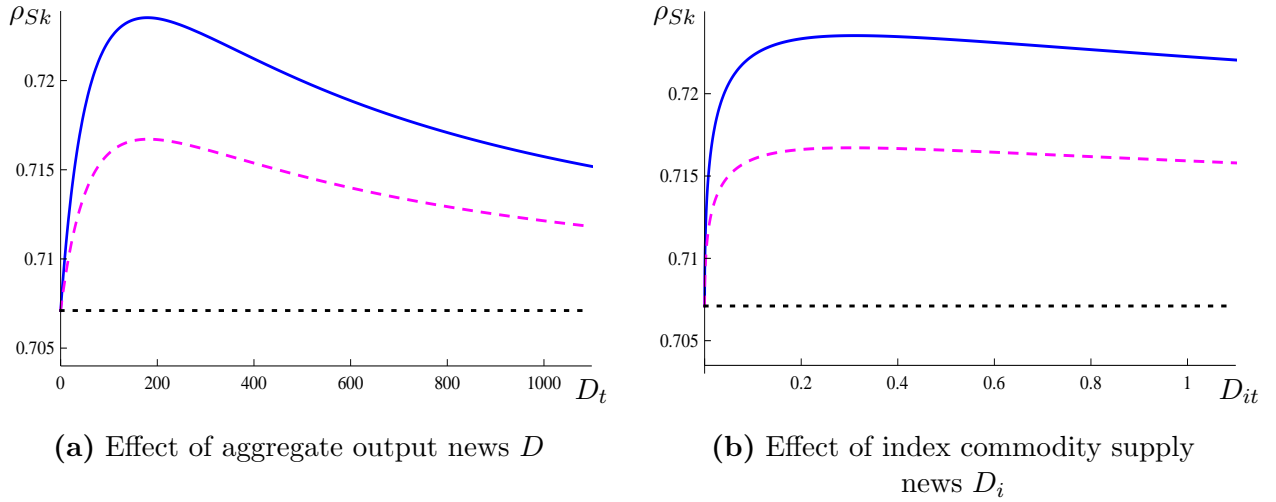 ρSk
0.72
0.715
0.71
0.705
0
200
400
600
800
1000
Dt
(a) Effect of aggregate output news D
ρSk
0.72
0.715
0.71
0.705
0.2
0.4
0.6
0.8
1
Dit
(b) Effect of index commodity supply
news Di